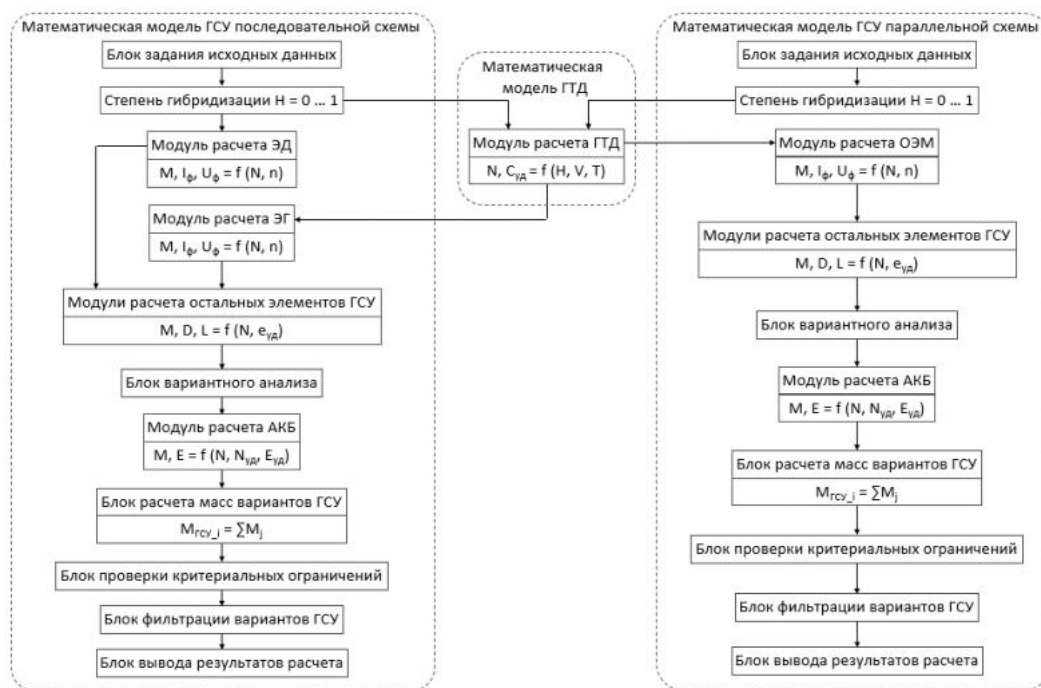 Математическая модель ГСУ последовательной схемы
Блок задания исходных данных
Степень гибридизации H = 0 ... 1
Модуль расчета ЭД
M, Iф, Uф = f (N, n)
Модуль расчета ЭГ
M, Iф, Uф = f (N, n)
Модули расчета остальных элементов ГСУ
M, D, L = f (N, eуд)
Блок вариантного анализа
Модуль расчета АКБ
M, E = f (N, Nуд, Eуд)
Блок расчета масс вариантов ГСУ
MГСУ_i = ∑Mj
Блок проверки критериальных ограничений
Блок фильтрации вариантов ГСУ
Блок вывода результатов расчета
Математическая
модель ГТД
Модуль расчета ГТД
N, Cуд = f (H, V, T)
Математическая модель ГСУ параллельной схемы
Блок задания исходных данных
Степень гибридизации H = 0 ... 1
Модуль расчета ОЭМ
M, Iф, Uф = f (N, n)
Модули расчета остальных элементов ГСУ
M, D, L = f (N, eуд)
Блок вариантного анализа
Модуль расчета АКБ
M, E = f (N, Nуд, Eуд)
Блок расчета масс вариантов ГСУ
MГСУ_i = ∑Mj
Блок проверки критериальных ограничений
Блок фильтрации вариантов ГСУ
Блок вывода результатов расчета